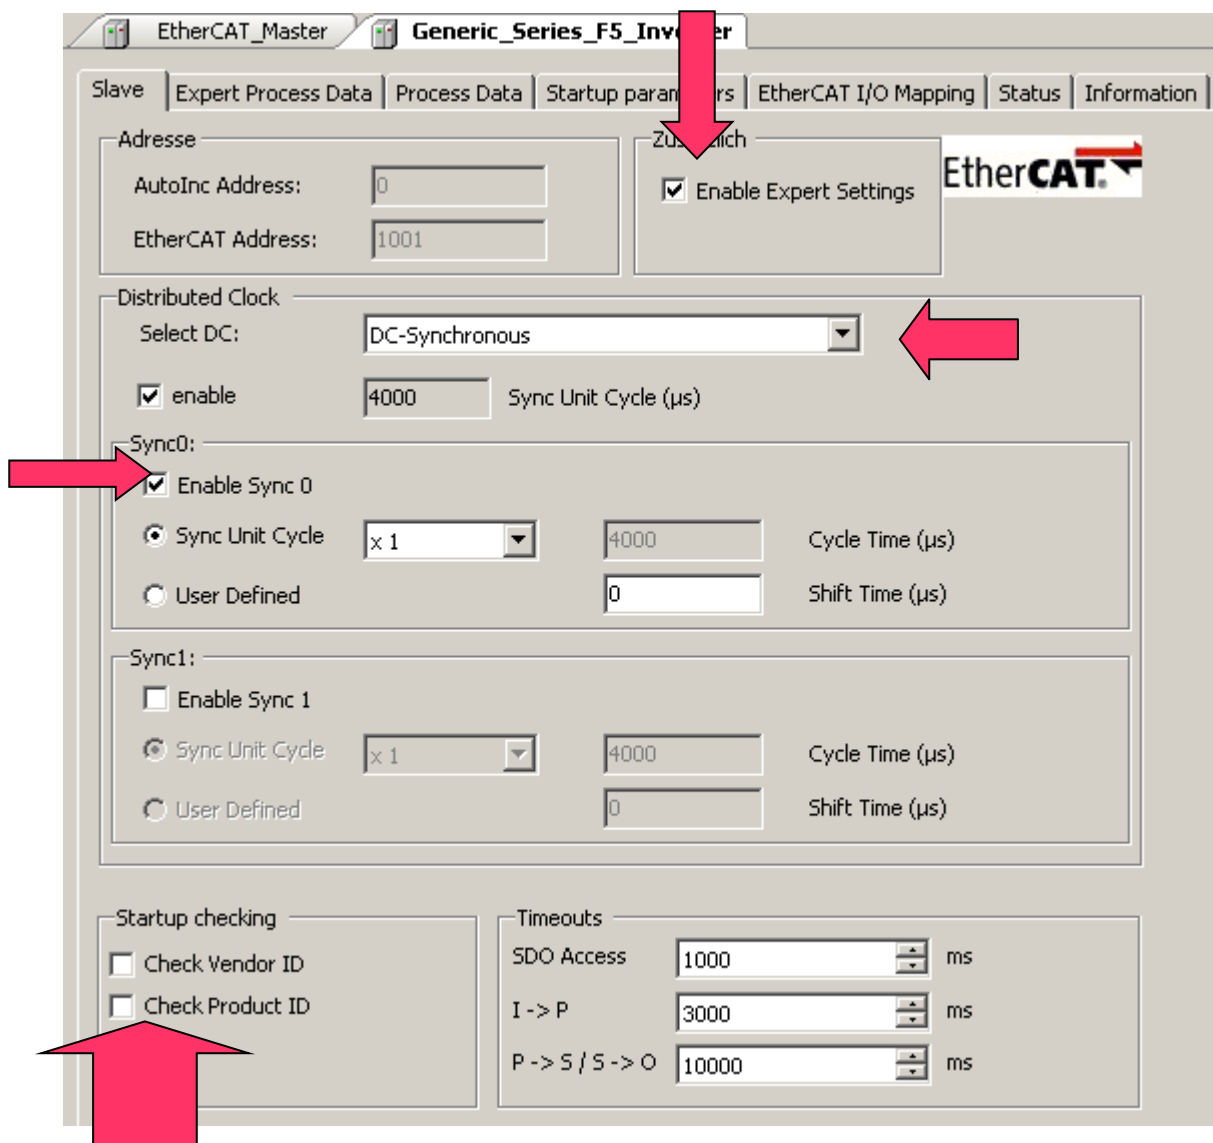 EtherCAT_Master Generic_Series_F5_Inv er
Slave Expert Process Data Process Data Startup param rs EtherCAT I/O Mapping Status Information
Adresse
AutoInc Address: 0
EtherCAT Address: 1001
Zus lich
Enable Expert Settings
EtherCAT.
Distributed Clock
Select DC: DC-Synchronous
enable 4000 Sync Unit Cycle (µs)
Sync0:
Enable Sync 0
Sync Unit Cycle x 1 4000 Cycle Time (µs)
User Defined 0 Shift Time (µs)
Sync1:
Enable Sync 1
Sync Unit Cycle x 1 4000 Cycle Time (µs)
User Defined 0 Shift Time (µs)
Startup checking
Check Vendor ID
Check Product ID
Timeouts
SDO Access 1000 ms
I -> P 3000 ms
P -> S / S -> O 10000 ms